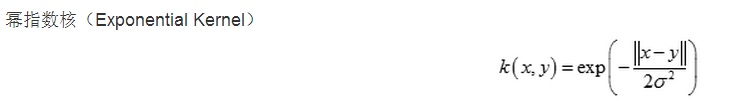 幂指数核（Exponential Kernel）
k(x, y) = exp(-‖x-y‖/2σ²)